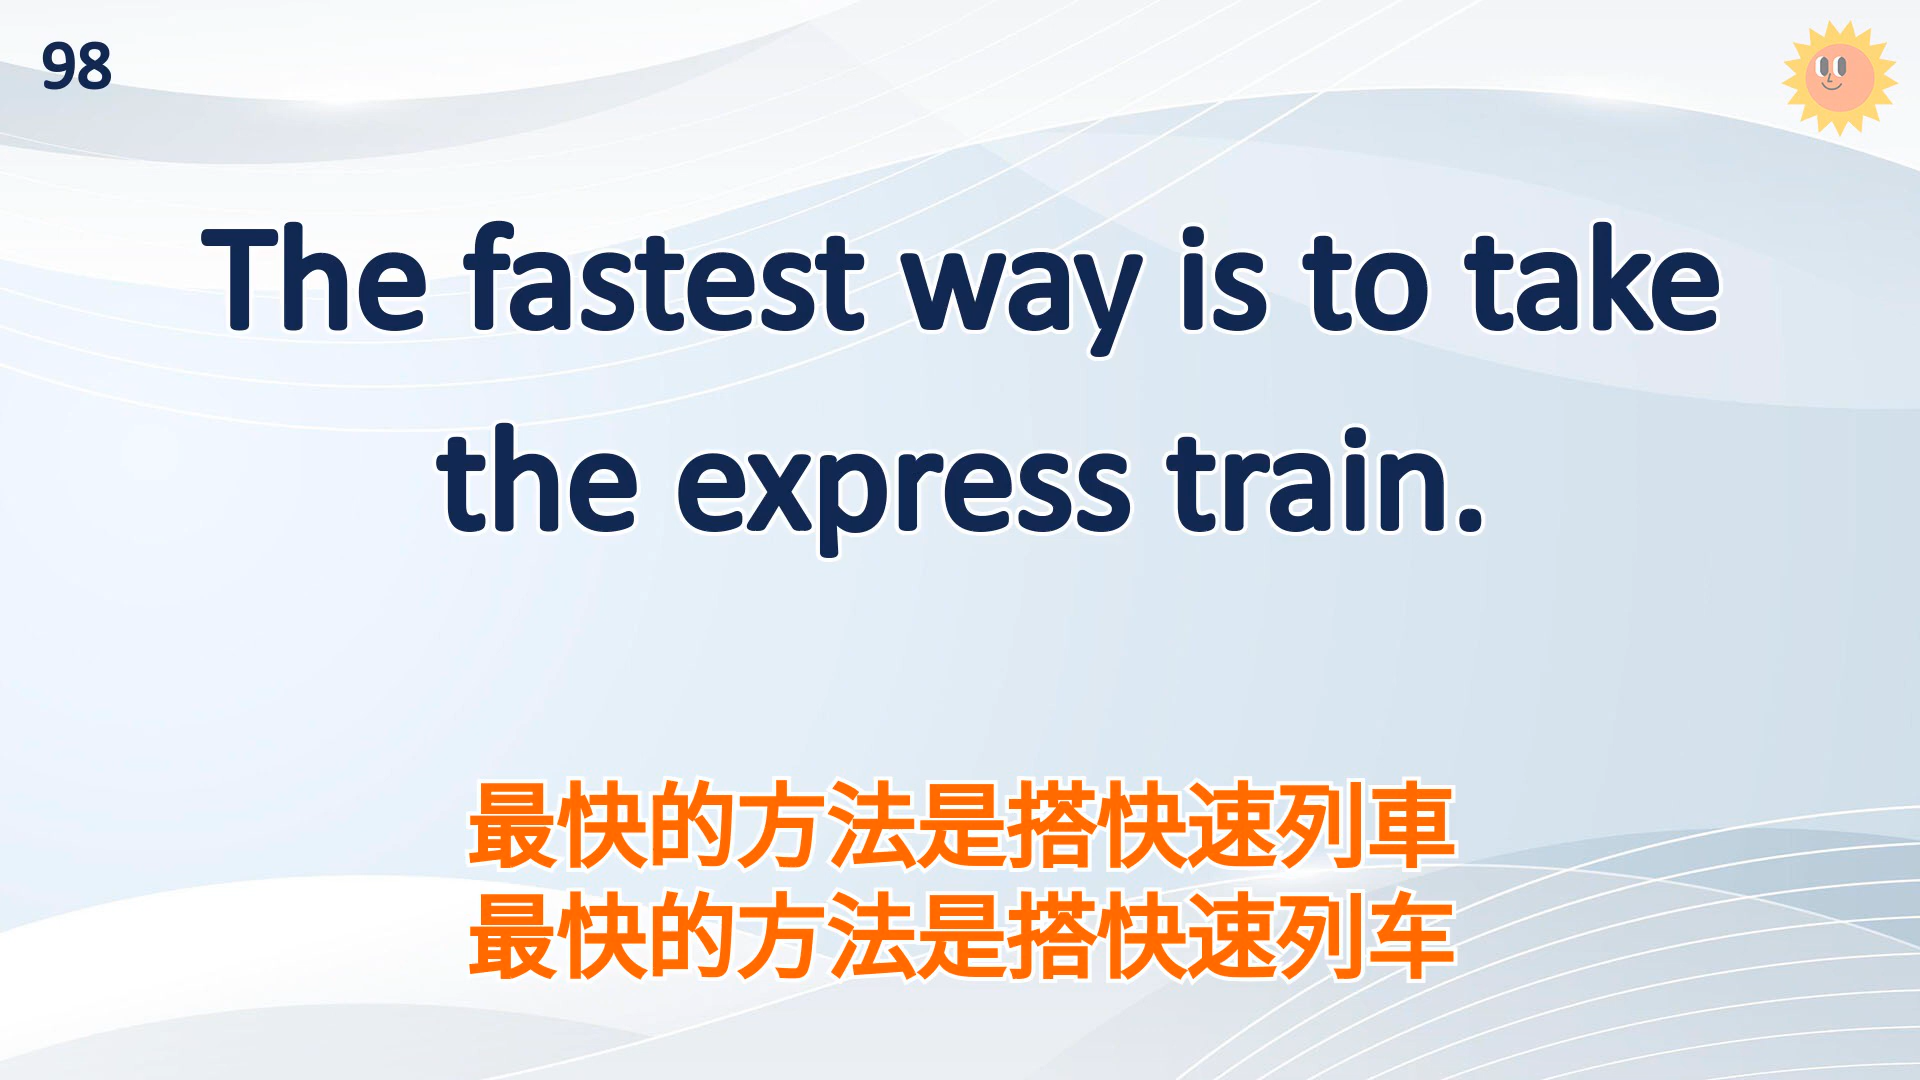 98
The fastest way is to take
the express train.
最快的方法是搭快速列車
最快的方法是搭快速列车